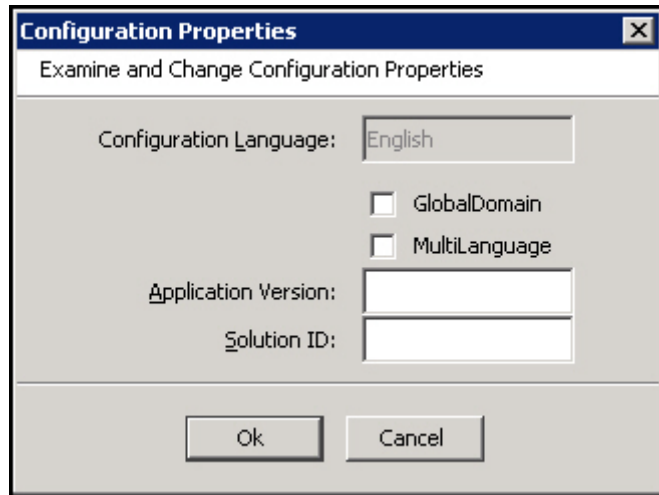 Configuration Properties
Examine and Change Configuration Properties
Configuration Language: English
GlobalDomain
MultiLanguage
Application Version:
Solution ID:
Ok Cancel